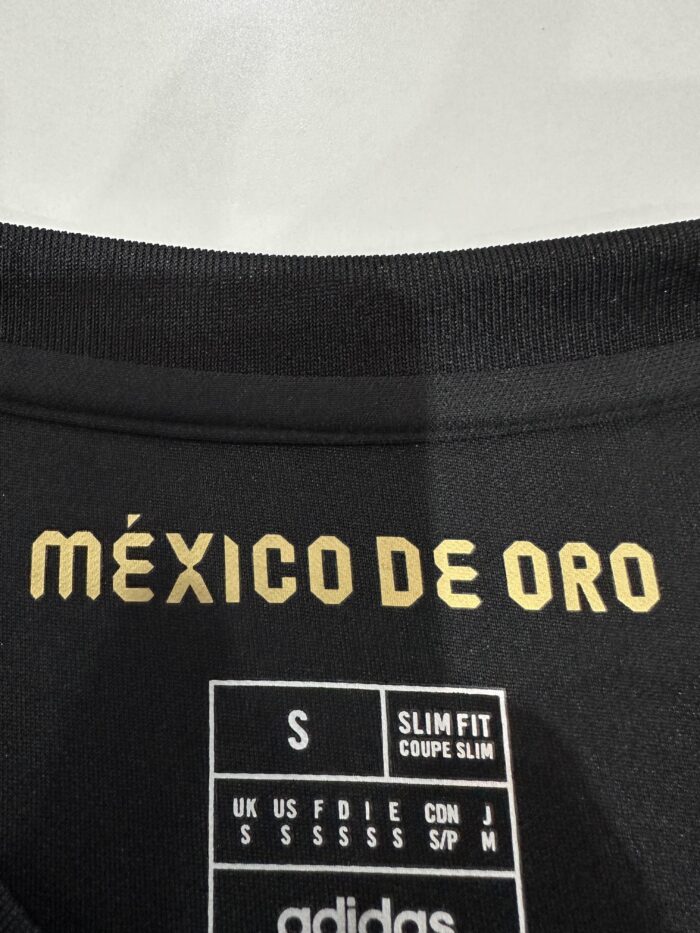 MÉXICO DE ORO
S
SLIM FIT
COUPE SLIM
UK US F D I E CDN J
S S S S S S S/P M
adidas